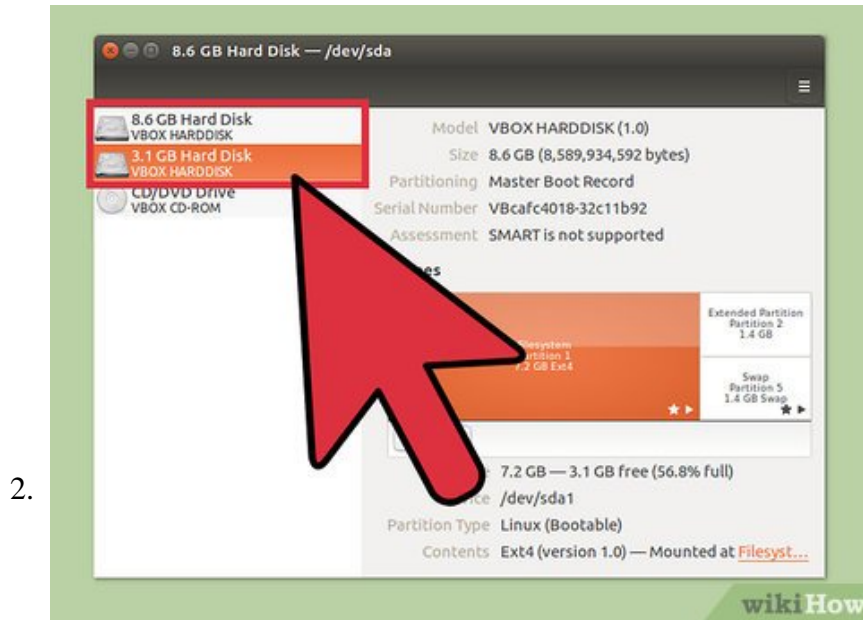 8.6 GB Hard Disk — /dev/sda
8.6 GB Hard Disk
VBOX HARDDISK
3.1 GB Hard Disk
VBOX HARDDISK
CD/DVD Drive
VBOX CD-ROM
Model VBOX HARDDISK (1.0)
Size 8.6 GB (8,589,934,592 bytes)
Partitioning Master Boot Record
Serial Number VBcafc4018-32c11b92
Assessment SMART is not supported
Filesystem
Partition 1
7.2 GB Ext4
Extended Partition
Partition 2
1.4 GB
Swap
Partition 5
1.4 GB Swap
7.2 GB — 3.1 GB free (56.8% full)
/dev/sda1
Partition Type Linux (Bootable)
Contents Ext4 (version 1.0) — Mounted at Filesyst...
2.
wikiHow